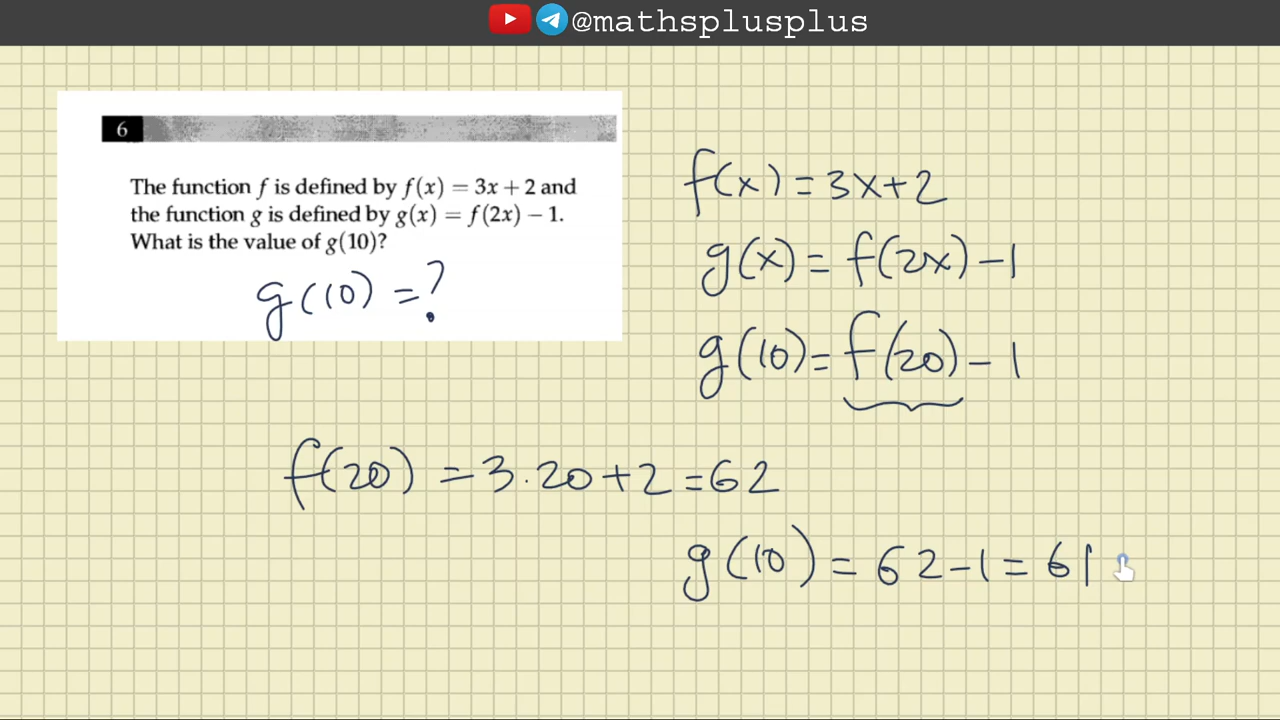 @mathsplusplus
6
The function f is defined by f(x) = 3x + 2 and
the function g is defined by g(x) = f(2x) − 1.
What is the value of g(10)?
g(10) = ?
f(x) = 3x+2
g(x) = f(2x) − 1
g(10) = f(20) − 1
f(20) = 3.20+2 = 62
g(10) = 62 − 1 = 61